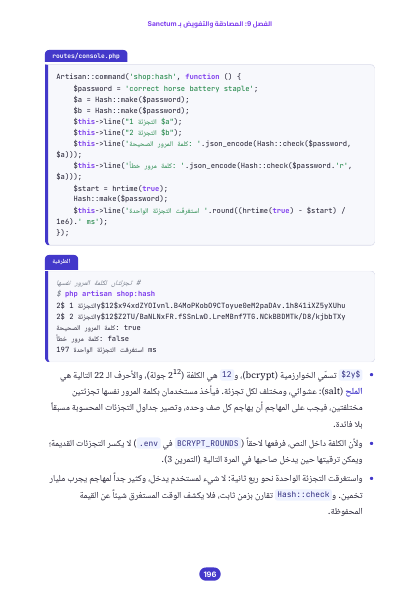 الفصل 9: المصادقة والتفويض بـ Sanctum
routes/console.php
Artisan::command('shop:hash', function () {
$password = 'correct horse battery staple';
$a = Hash::make($password);
$b = Hash::make($password);
$this->line("1 التجزئة $a");
$this->line("2 التجزئة $b");
$this->line('كلمة المرور الصحيحة: '.json_encode(Hash::check($password,
$a)));
$this->line('كلمة مرور خطأ: '.json_encode(Hash::check($password.'r',
$a)));
$start = hrtime(true);
Hash::make($password);
$this->line('استغرقت التجزئة الواحدة '.round((hrtime(true) - $start) /
1e6).' ms');
});
الطرفية
# تجزئتان لكلمة المرور نفسها
$ php artisan shop:hash
التجزئة 1 $2y$12$x94xdZYOIvnl.B4MoPKobO9CToyue0eM2paDAv.1h841iXZ5yXUhu
التجزئة 2 $2y$12$Z2TU/BaNLNxFR.fSSnLwD.LreMBnf7TG.NCkBBDMTk/D8/kjbbTXy
كلمة المرور الصحيحة: true
كلمة مرور خطأ: false
استغرقت التجزئة الواحدة 197 ms
$2y$ تسمّي الخوارزمية (bcrypt)، و 12 هي الكلفة (2^12 جولة)، والأحرف الـ 22 التالية هي
الملح (salt): عشوائي، ومختلف لكل تجزئة. فيأخذ مستخدمان بكلمة المرور نفسها تجزئتين
مختلفتين، فيجب على المهاجم أن يهاجم كل صف وحده، وتصير جداول التجزئات المحسوبة مسبقاً
بلا فائدة.
ولأن الكلفة داخل النص، فرفعها لاحقاً (BCRYPT_ROUNDS في .env) لا يكسر التجزئات القديمة؛
ويمكن ترقيتها حين يدخل صاحبها في المرة التالية (التمرين 3).
واستغرقت التجزئة الواحدة نحو ربع ثانية: لا شيء لمستخدم يدخل، وكثير جداً لمهاجم يجرب مليار
تخمين. و Hash::check تقارن بزمن ثابت، فلا يكشف الوقت المستغرق شيئاً عن القيمة
المحفوظة.
196